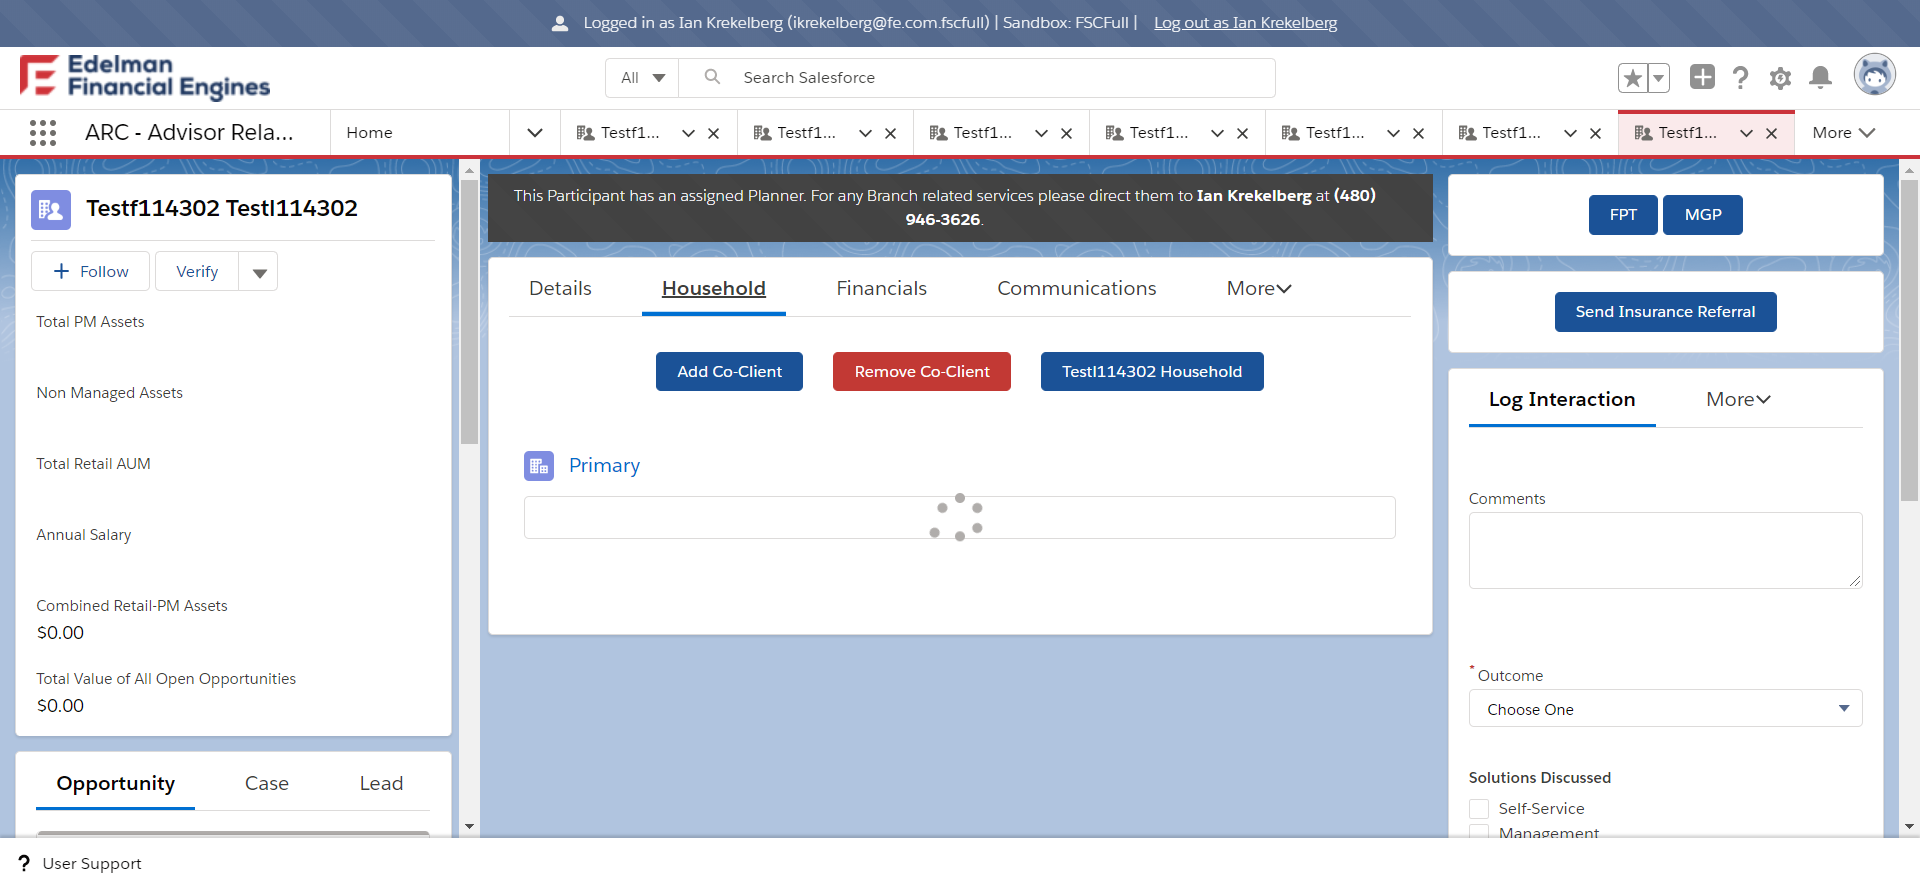 Logged in as Ian Krekelberg (ikrekelberg@fe.com.fscfull) | Sandbox: FSCFull | Log out as Ian Krekelberg
Edelman
Financial Engines
All
Search Salesforce
ARC - Advisor Rela...
Home
Testf1...
Testf1...
Testf1...
Testf1...
Testf1...
Testf1...
Testf1...
More
Testf114302 Testl114302
Follow
Verify
Total PM Assets
Non Managed Assets
Total Retail AUM
Annual Salary
Combined Retail-PM Assets
$0.00
Total Value of All Open Opportunities
$0.00
Opportunity
Case
Lead
This Participant has an assigned Planner. For any Branch related services please direct them to Ian Krekelberg at (480)
946-3626.
Details
Household
Financials
Communications
More
Add Co-Client
Remove Co-Client
Testl114302 Household
Primary
FPT
MGP
Send Insurance Referral
Log Interaction
More
Comments
* Outcome
Choose One
Solutions Discussed
Self-Service
Management
? User Support